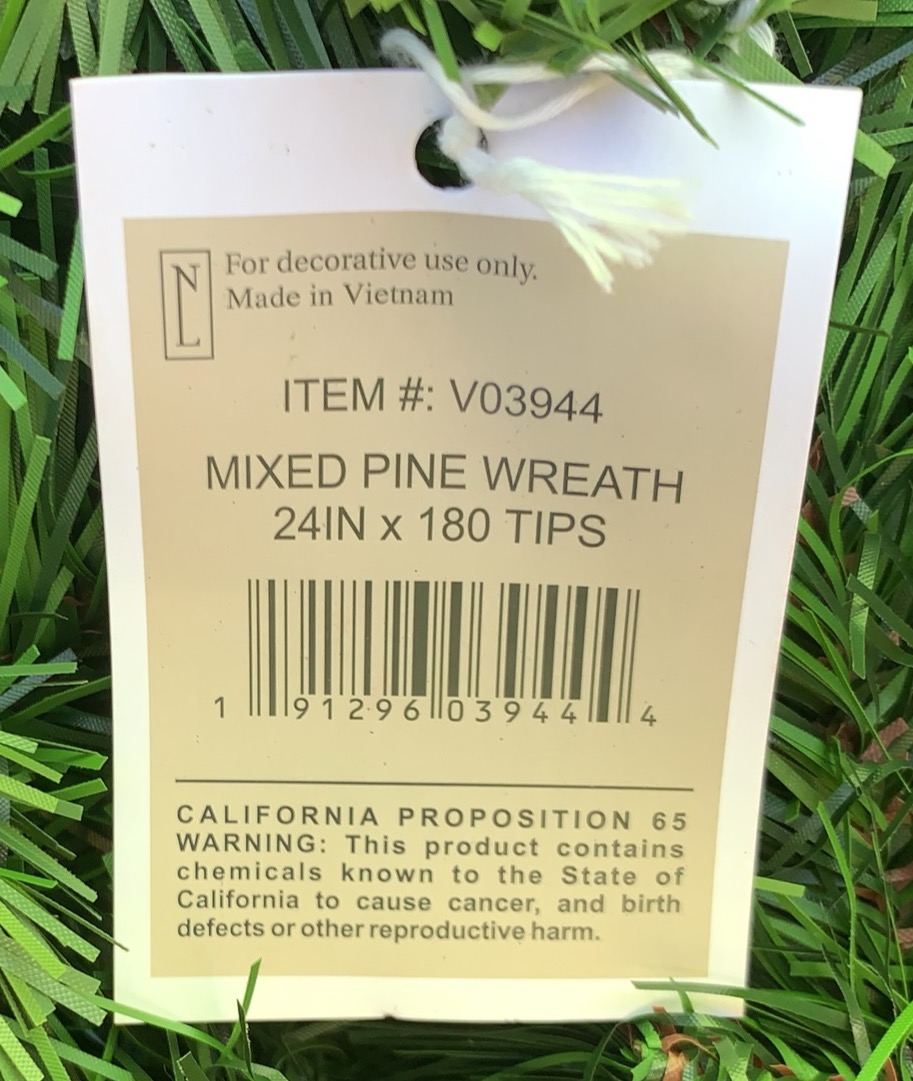 NL
For decorative use only.
Made in Vietnam
ITEM #: V03944
MIXED PINE WREATH
24IN x 180 TIPS
1 91296 03944 4
CALIFORNIA PROPOSITION 65
WARNING: This product contains
chemicals known to the State of
California to cause cancer, and birth
defects or other reproductive harm.